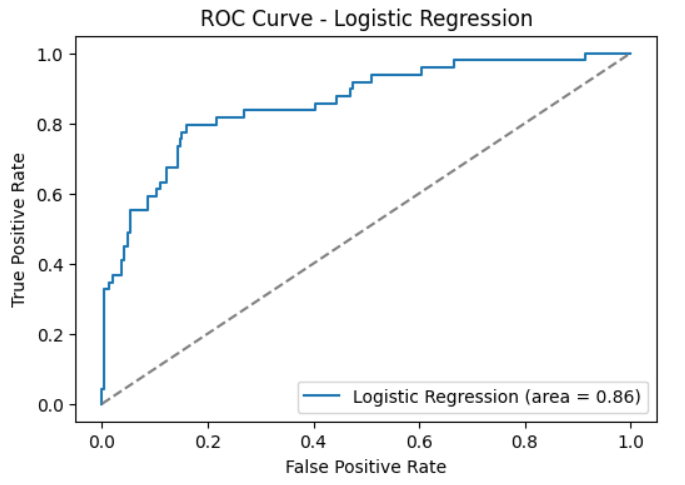 ROC Curve - Logistic Regression
1.0
0.8
0.6
0.4
0.2
0.0
True Positive Rate
Logistic Regression (area = 0.86)
0.0 0.2 0.4 0.6 0.8 1.0
False Positive Rate